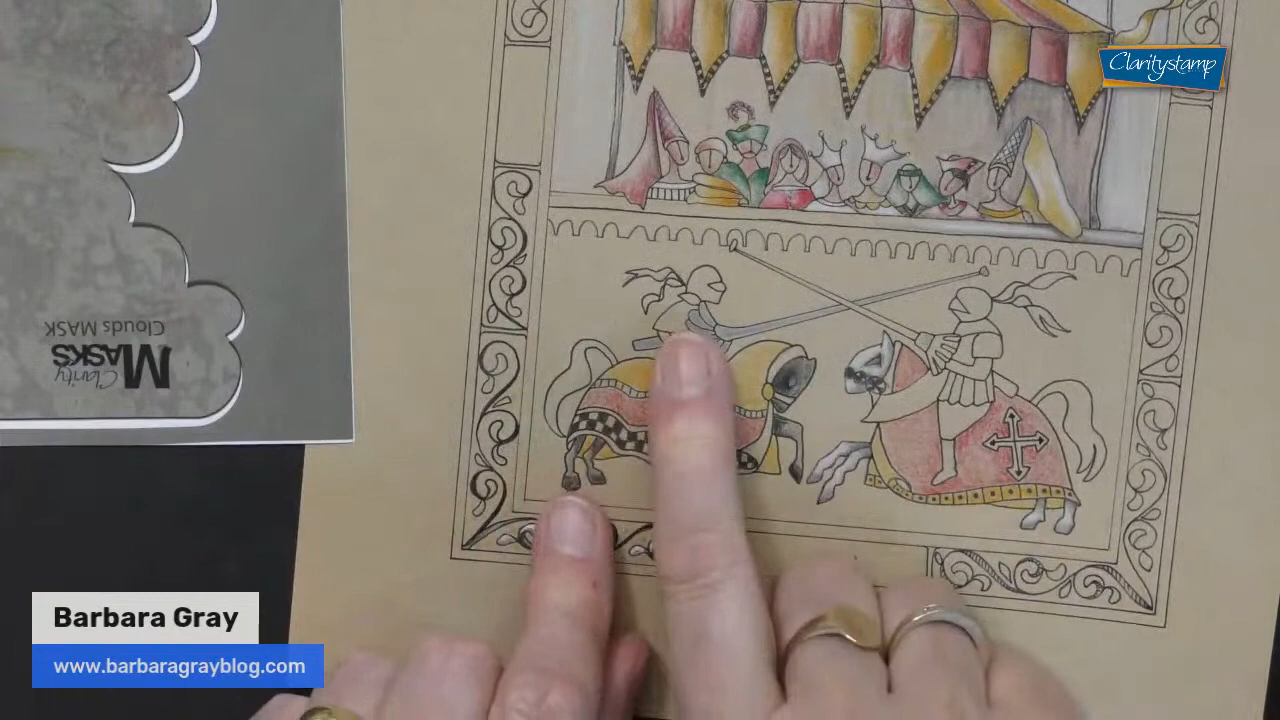 Claritystamp
Clouds MASK
MASKS
Clarity
Barbara Gray
www.barbaragrayblog.com